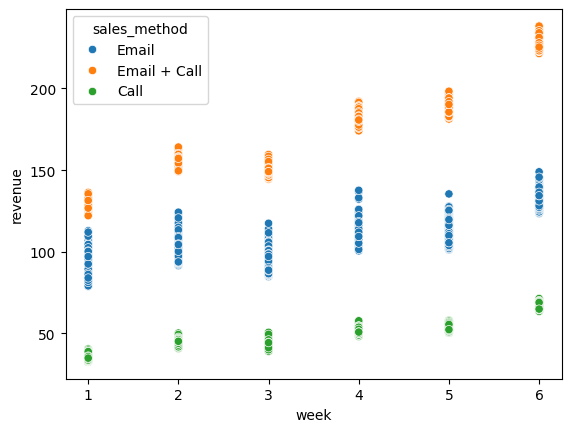 sales_method
Email
Email + Call
Call
revenue
200
150
100
50
1 2 3 4 5 6
week